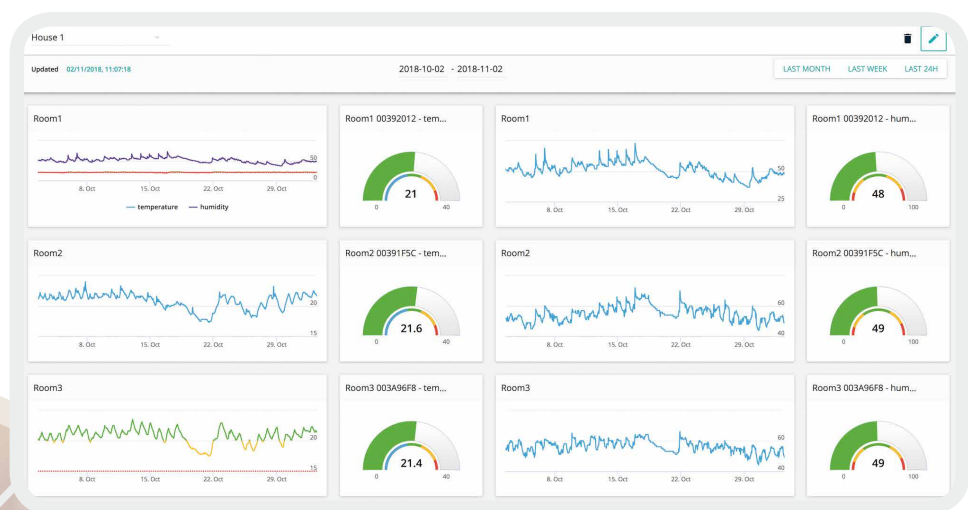 House 1
Updated 02/11/2018, 11:07:18
2018-10-02 - 2018-11-02
LAST MONTH LAST WEEK LAST 24H
Room1
50
0
8. Oct 15. Oct 22. Oct 29. Oct
temperature humidity
Room1 00392012 - tem...
21
0 40
Room1
50
25
8. Oct 15. Oct 22. Oct 29. Oct
Room1 00392012 - hum...
48
0 100
Room2
20
15
8. Oct 15. Oct 22. Oct 29. Oct
Room2 00391F5C - tem...
21.6
0 40
Room2
60
40
8. Oct 15. Oct 22. Oct 29. Oct
Room2 00391F5C - hum...
49
0 100
Room3
20
15
8. Oct 15. Oct 22. Oct 29. Oct
Room3 003A96F8 - tem...
21.4
0 40
Room3
60
40
8. Oct 15. Oct 22. Oct 29. Oct
Room3 003A96F8 - hum...
49
0 100